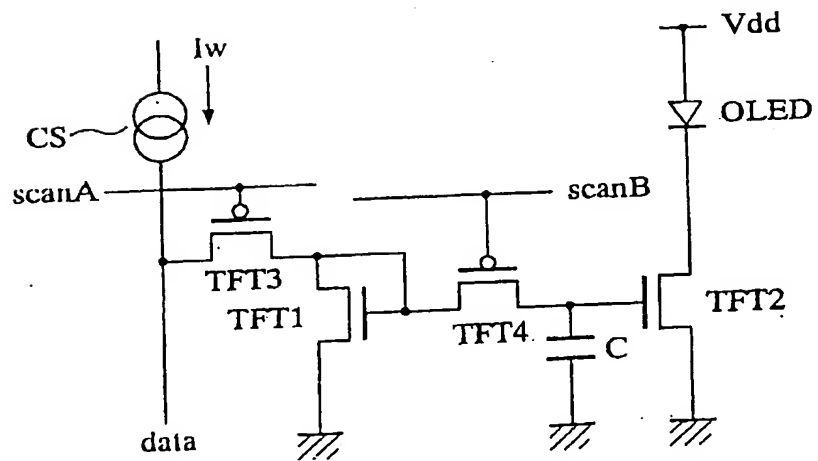 Iw
Vdd
CS
OLED
scanA
scanB
TFT3
TFT1
TFT4
TFT2
C
data